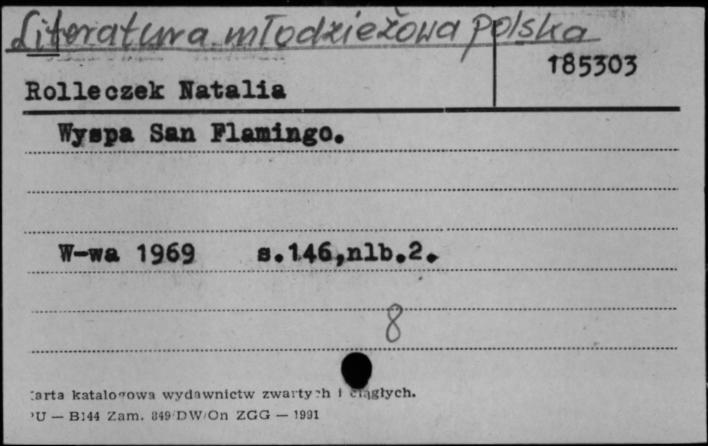 Literatura młodzieżowa polska
185303
Rolleczek Natalia
Wyspa San Flamingo.
W-wa 1969 s.146,nlb.2.
8
arta katalogowa wydawnictw zwartych i ciągłych.
PU — B144 Zam. 849/DW/On ZGG — 1991